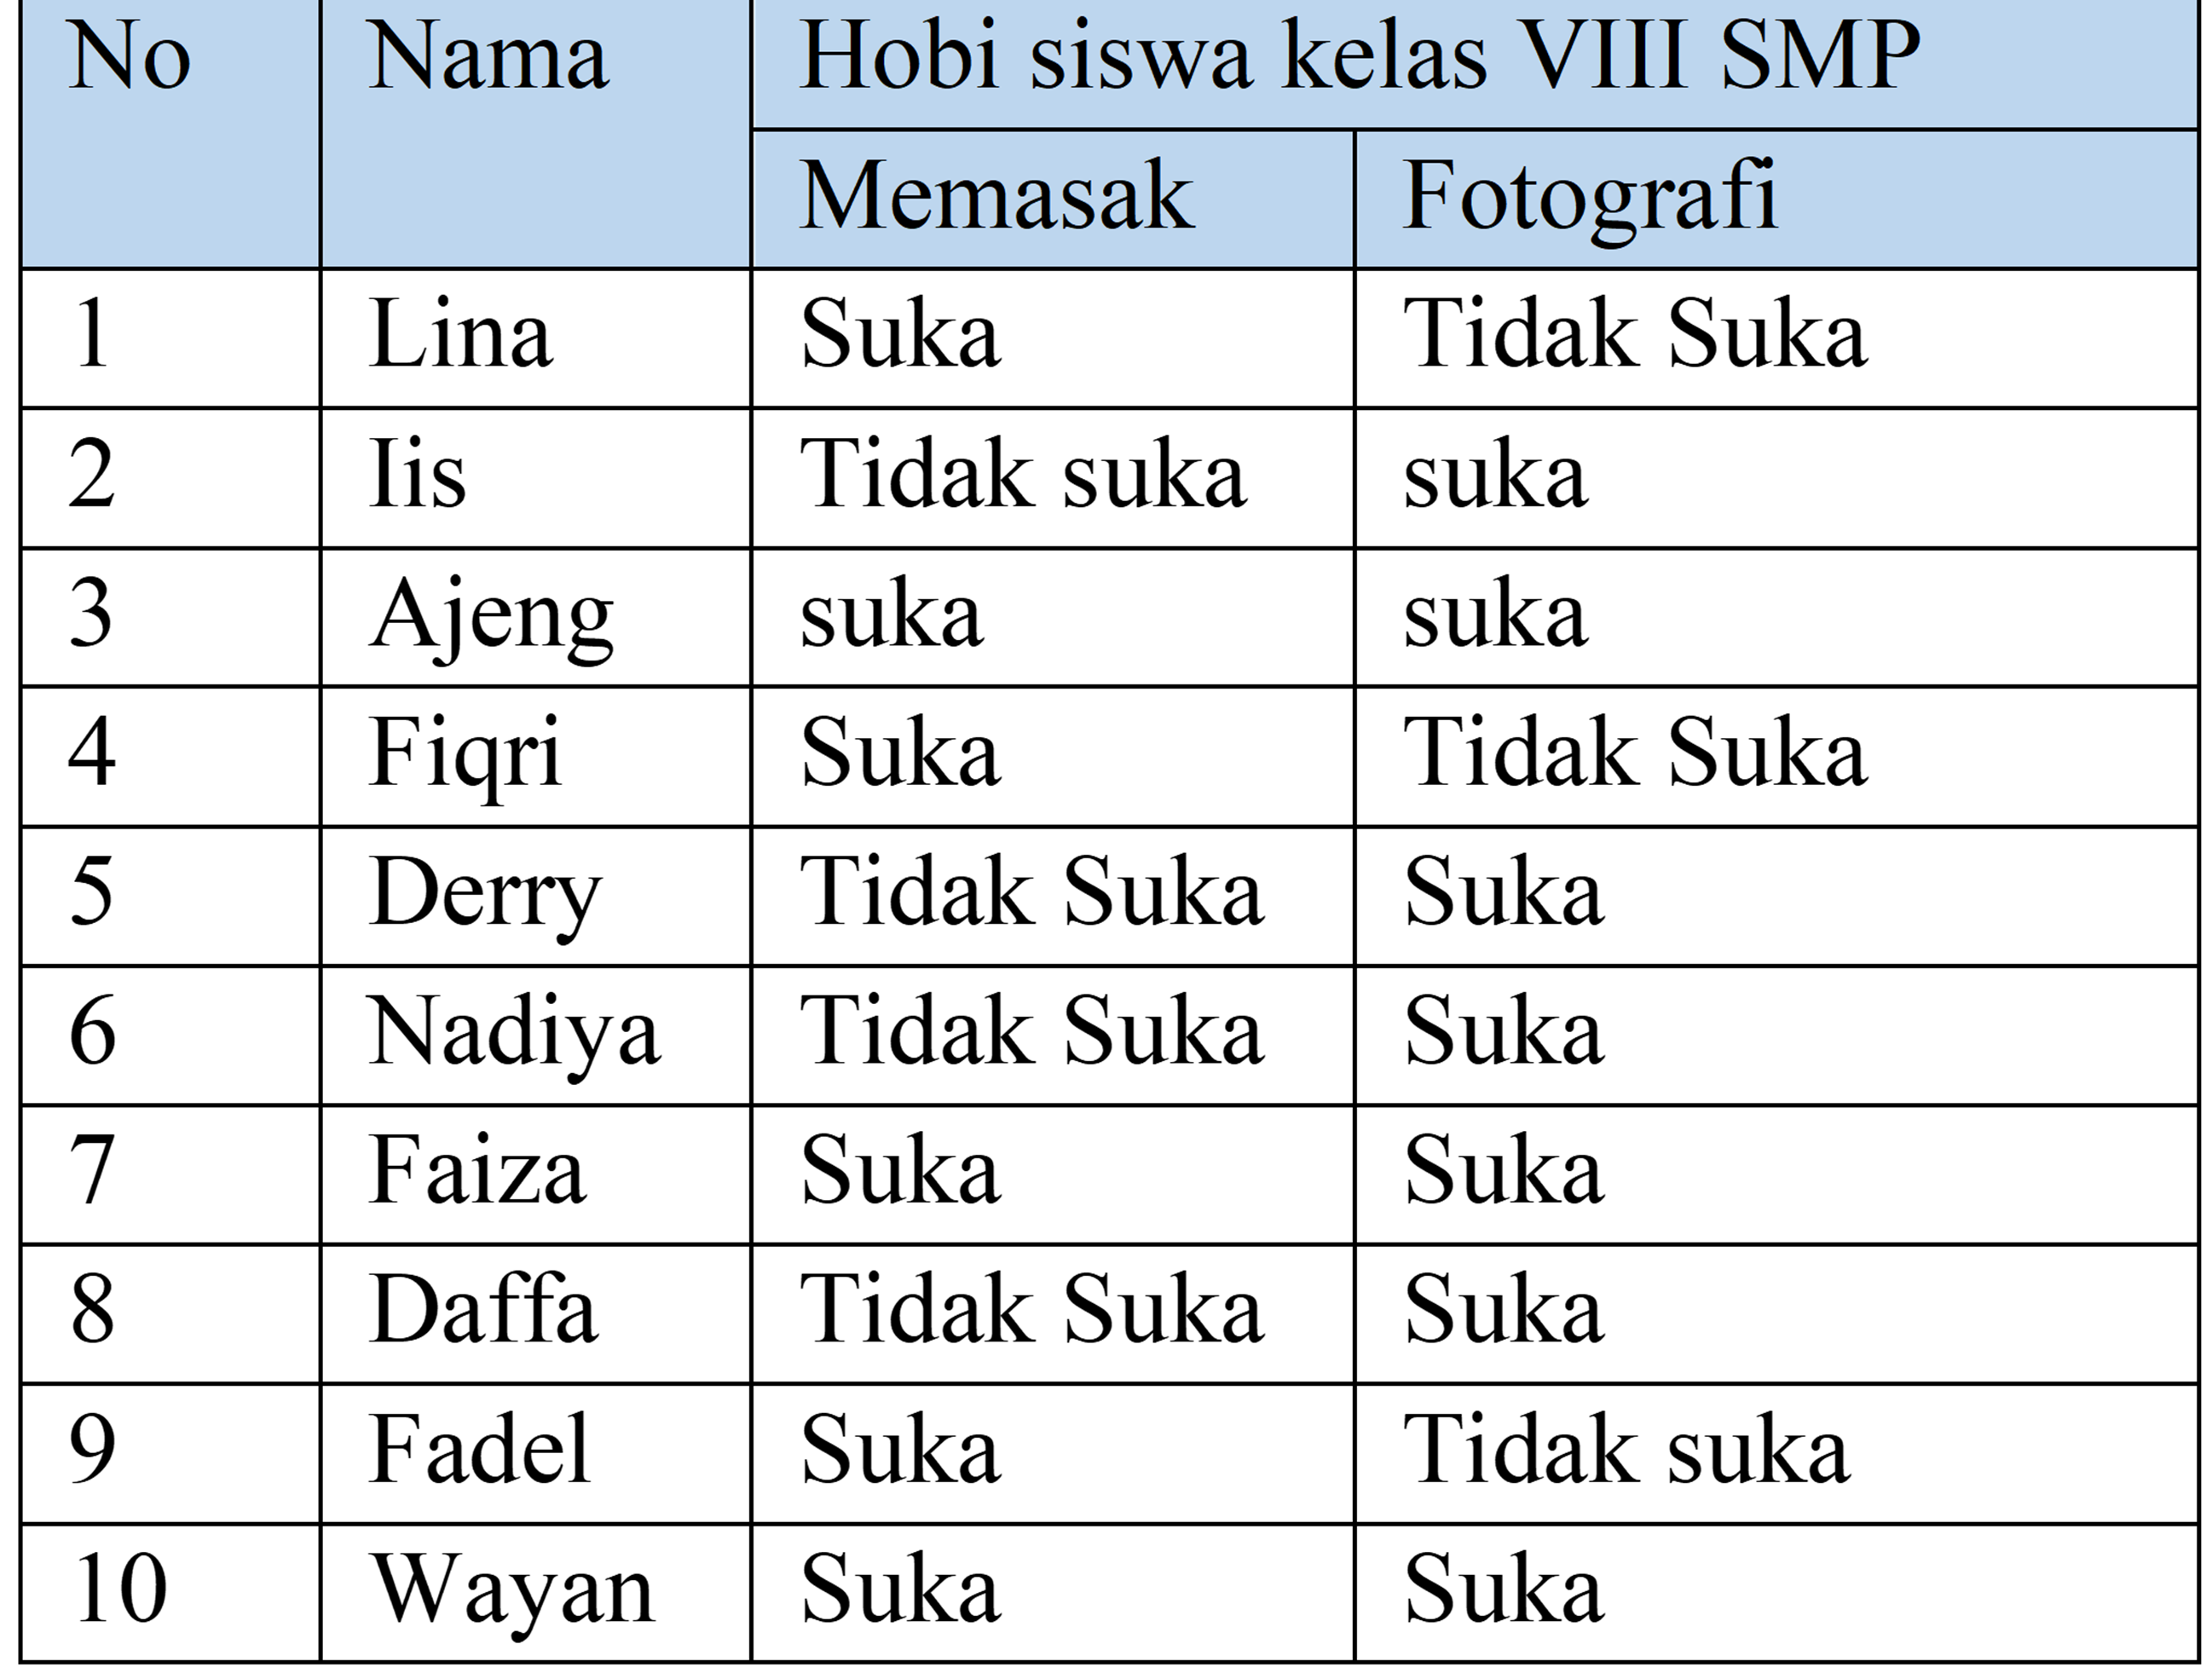 No Nama Hobi siswa kelas VIII SMP
Memasak Fotografi
1 Lina Suka Tidak Suka
2 Iis Tidak suka suka
3 Ajeng suka suka
4 Fiqri Suka Tidak Suka
5 Derry Tidak Suka Suka
6 Nadiya Tidak Suka Suka
7 Faiza Suka Suka
8 Daffa Tidak Suka Suka
9 Fadel Suka Tidak suka
10 Wayan Suka Suka